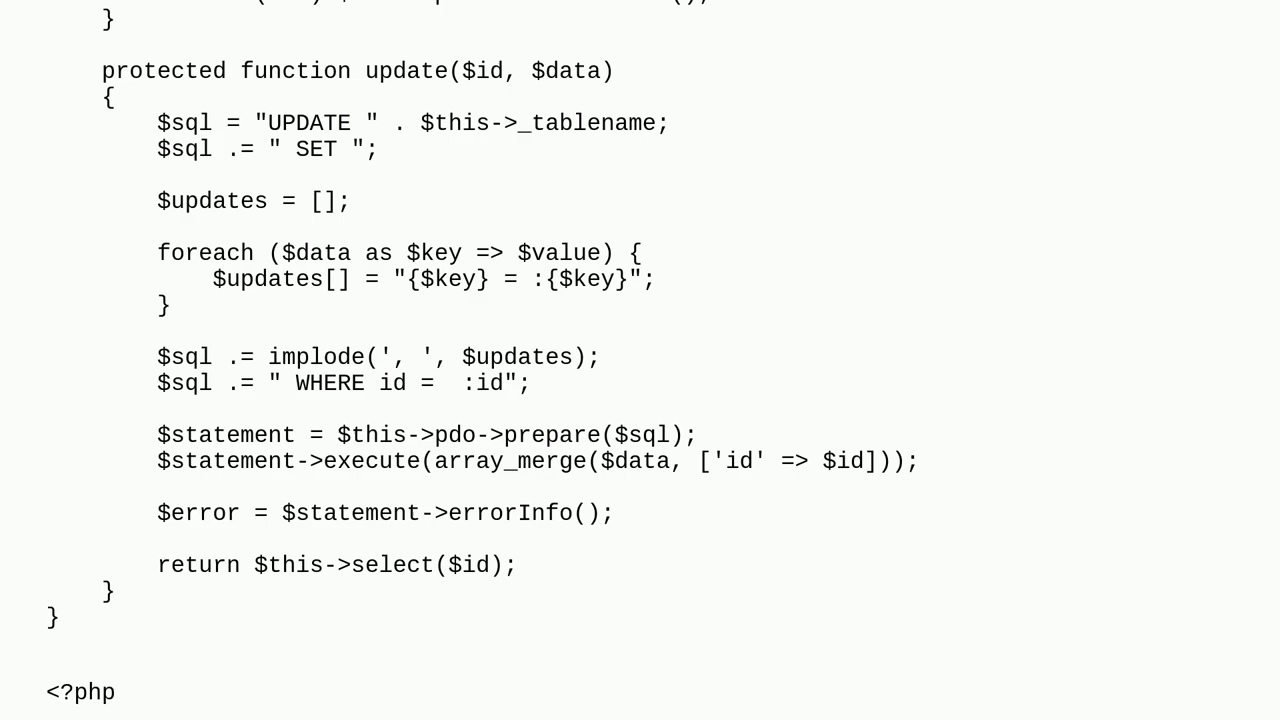 }
protected function update($id, $data)
{
$sql = "UPDATE " . $this->_tablename;
$sql .= " SET ";
$updates = [];
foreach ($data as $key => $value) {
$updates[] = "{$key} = :{$key}";
}
$sql .= implode(', ', $updates);
$sql .= " WHERE id =  :id";
$statement = $this->pdo->prepare($sql);
$statement->execute(array_merge($data, ['id' => $id]));
$error = $statement->errorInfo();
return $this->select($id);
}
}
<?php